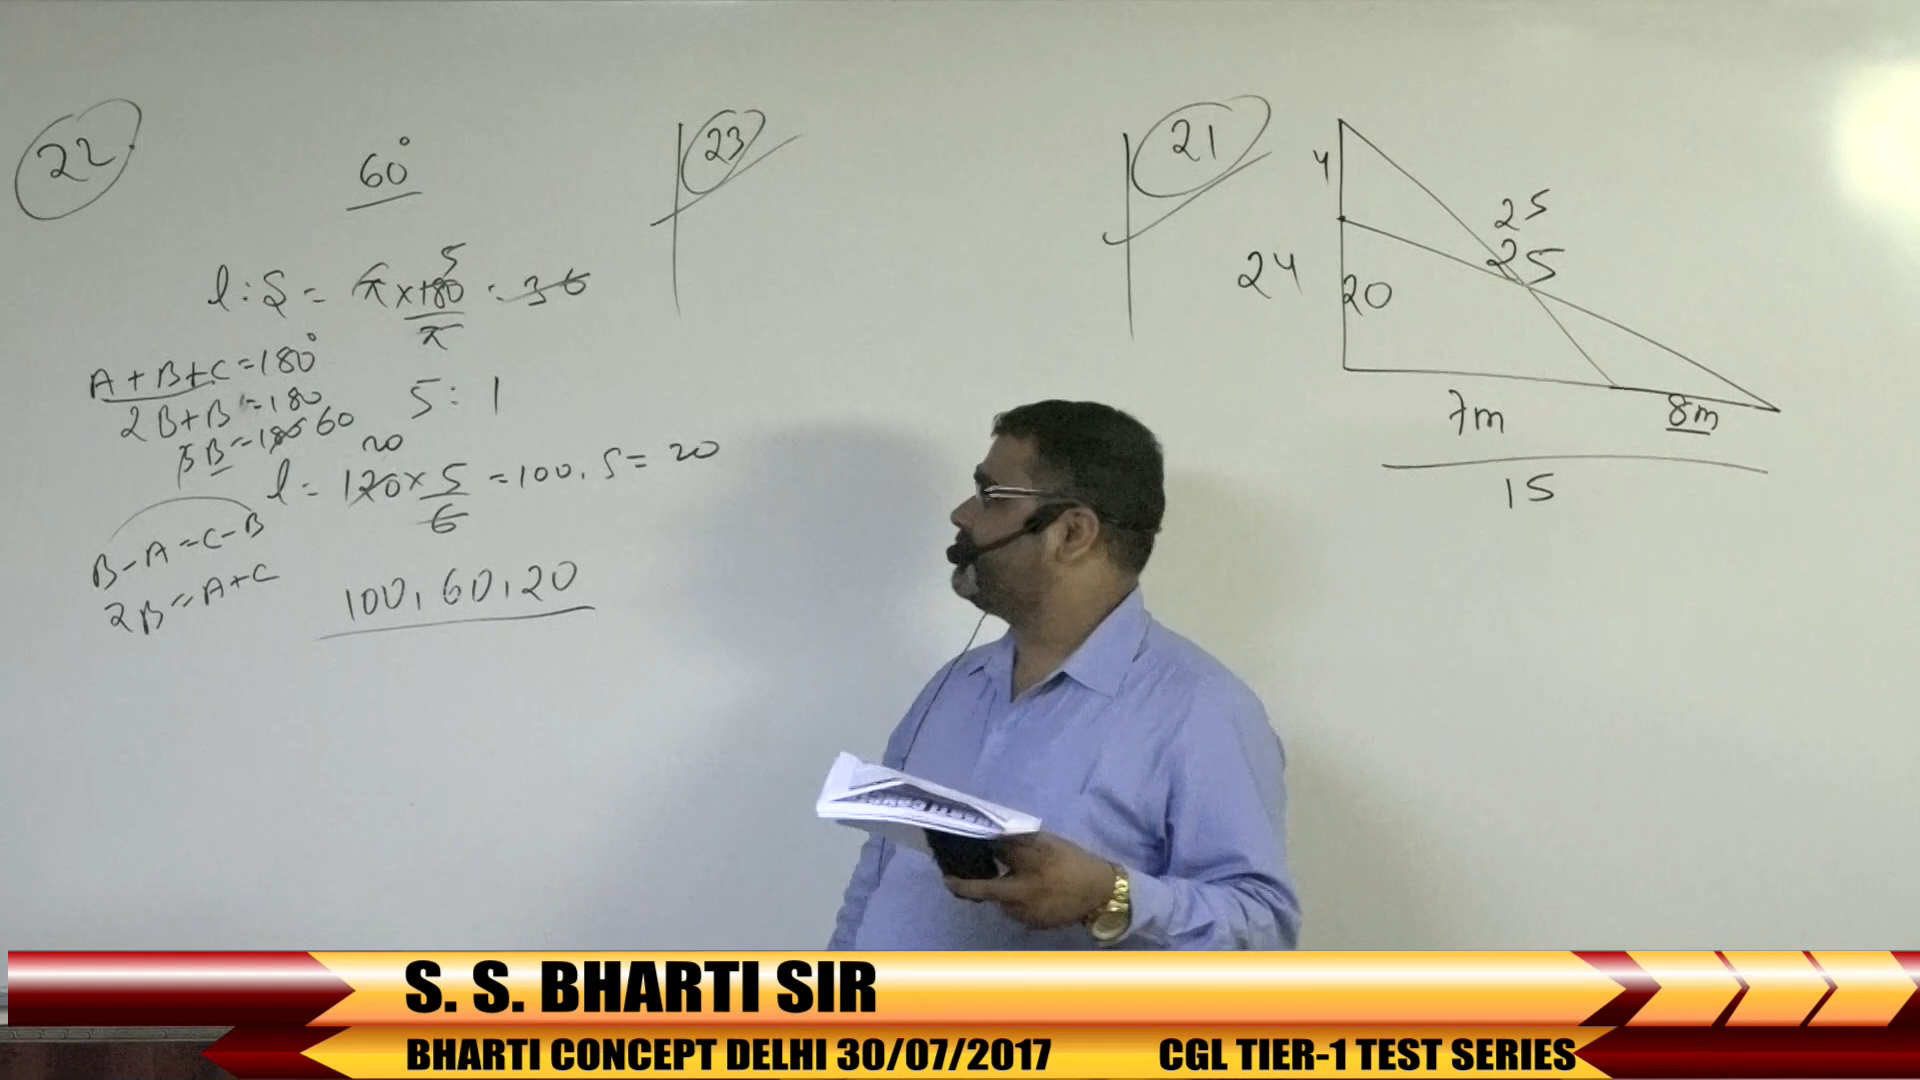 22
60°
l : S = π × 180/π : 36
5
A + B + C = 180°
2B + B = 180
3B = 180 60
5 : 1
20
l = 120 × 5/6 = 100, S = 20
B - A = C - B
2B = A + C
100, 60, 20
23
21
4
25
25
24
20
7m
8m
15
S. S. BHARTI SIR
BHARTI CONCEPT DELHI 30/07/2017
CGL TIER-1 TEST SERIES